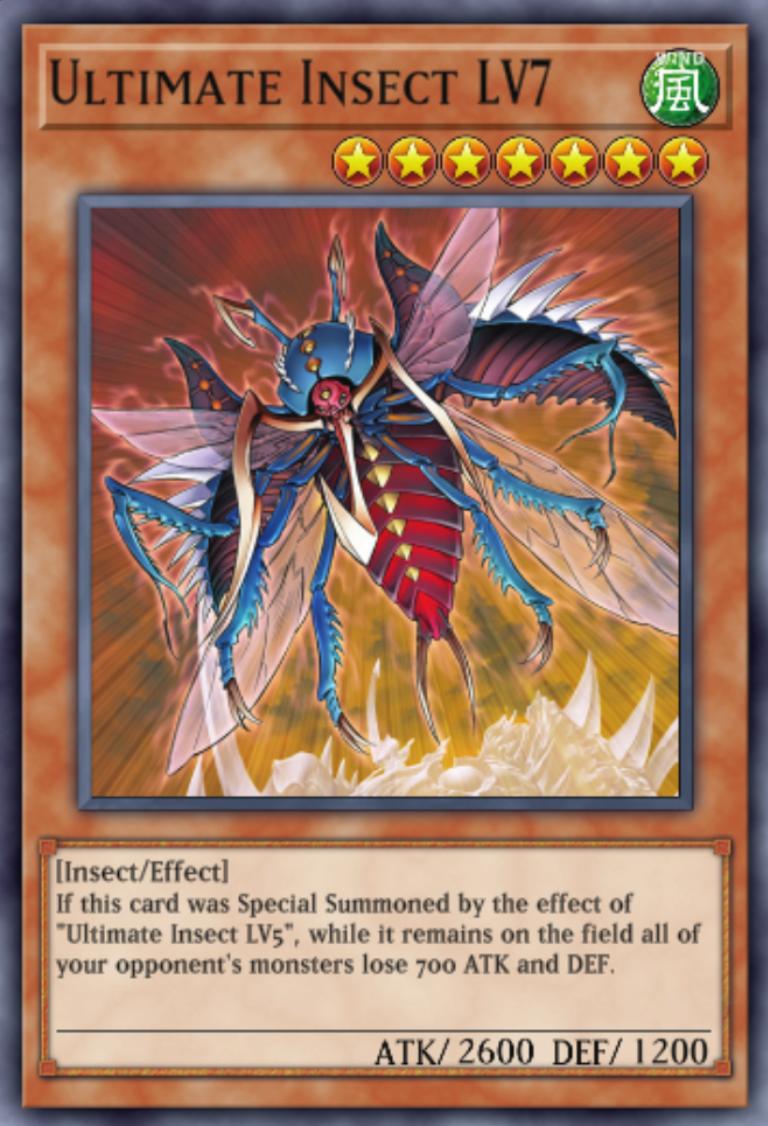 ULTIMATE INSECT LV7
WIND
風
[Insect/Effect]
If this card was Special Summoned by the effect of
"Ultimate Insect LV5", while it remains on the field all of
your opponent's monsters lose 700 ATK and DEF.
ATK/ 2600 DEF/ 1200